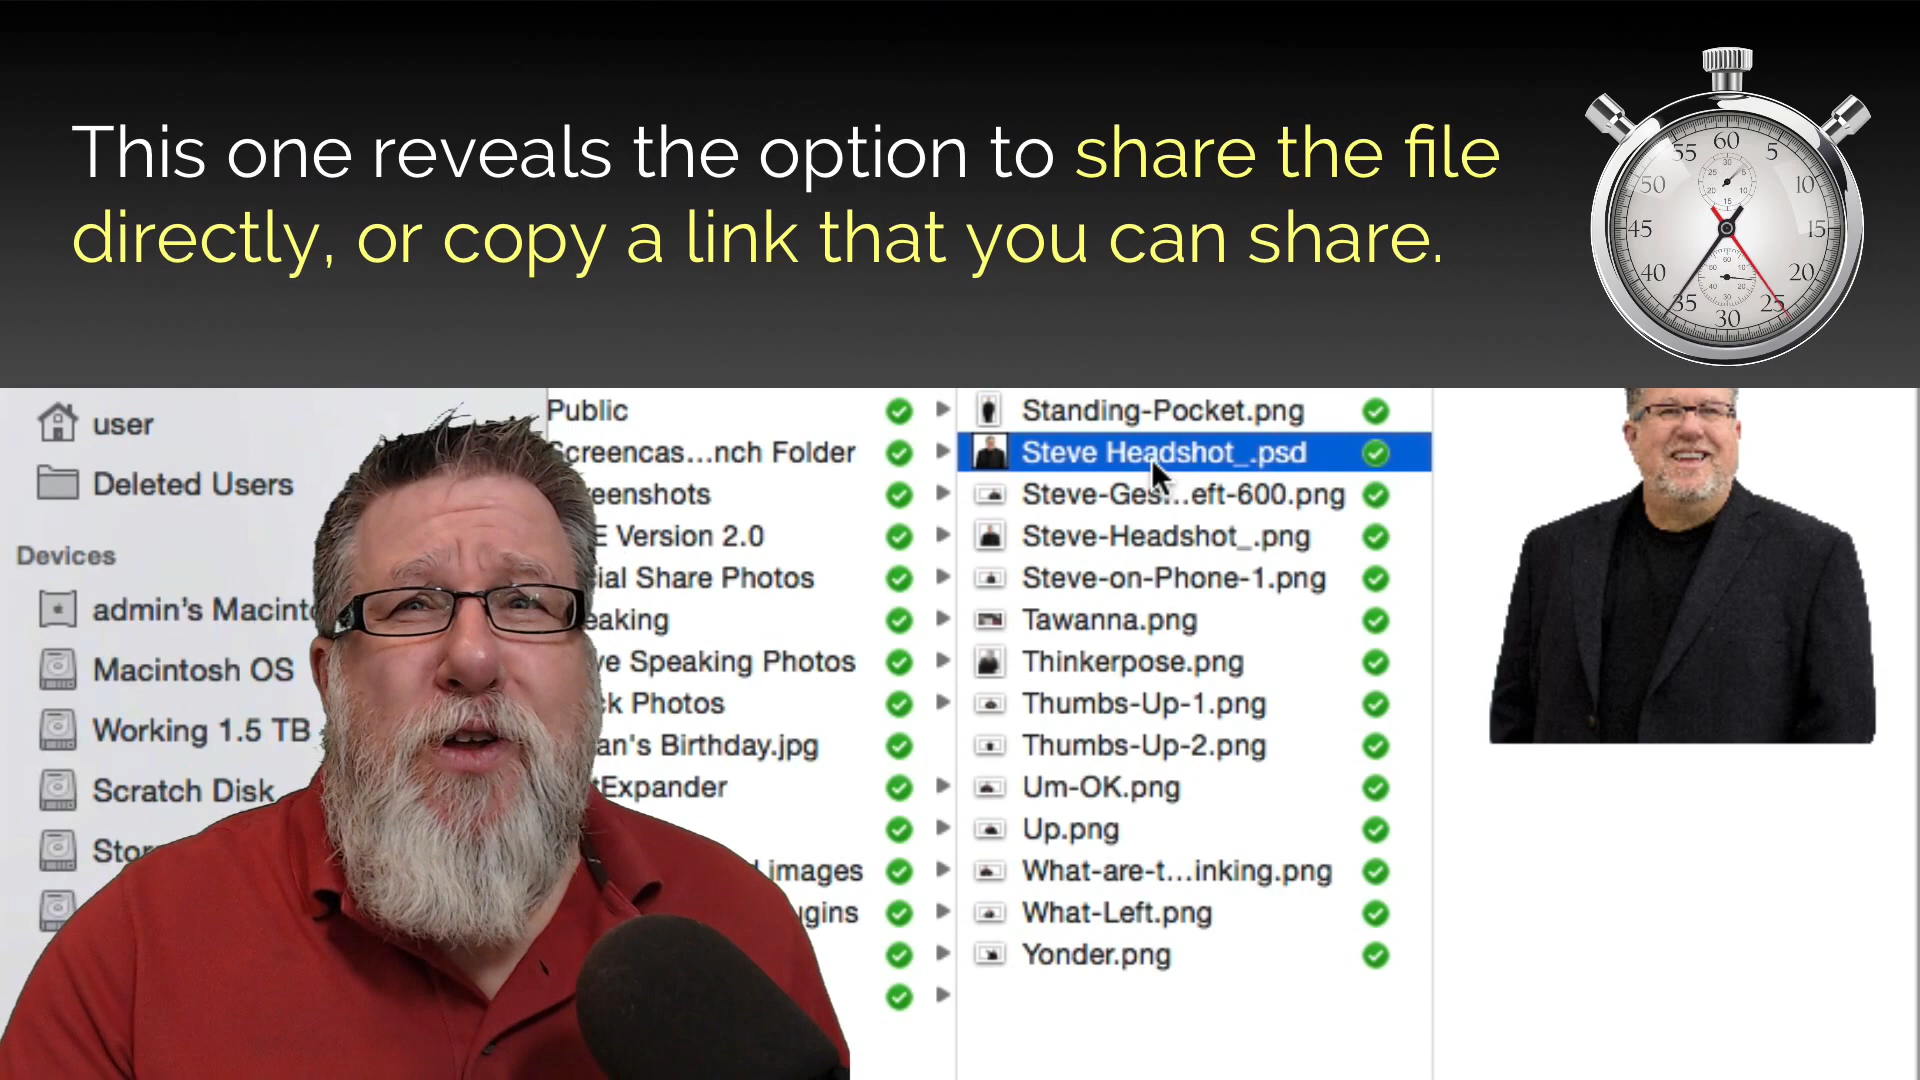 This one reveals the option to share the file
directly, or copy a link that you can share.
60
55
5
50
10
45
15
40
20
35
25
30
user
Deleted Users
Devices
admin's Macint
Macintosh OS
Working 1.5 TB
Scratch Disk
Stor
Public
Screencas...nch Folder
eenshots
E Version 2.0
ial Share Photos
eaking
ve Speaking Photos
ck Photos
an's Birthday.jpg
tExpander
images
gins
Standing-Pocket.png
Steve Headshot_.psd
Steve-Ges...eft-600.png
Steve-Headshot_.png
Steve-on-Phone-1.png
Tawanna.png
Thinkerpose.png
Thumbs-Up-1.png
Thumbs-Up-2.png
Um-OK.png
Up.png
What-are-t...inking.png
What-Left.png
Yonder.png